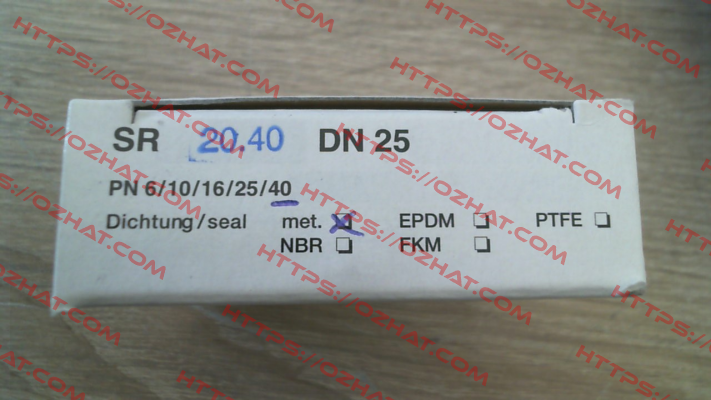 SR 20.40 DN 25
PN 6/10/16/25/40
Dichtung/seal met. EPDM PTFE
NBR FKM
HTTPS://OZHAT.COM